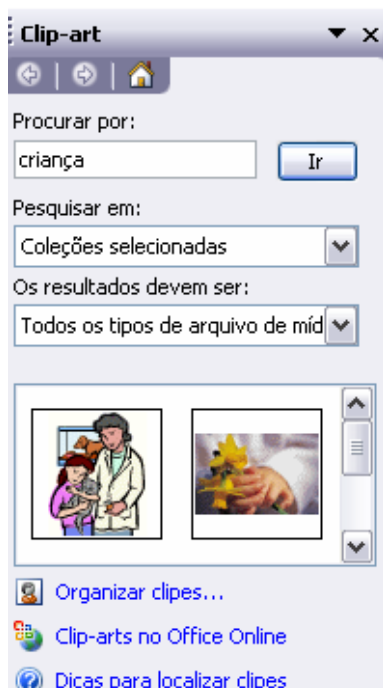 Clip-art
Procurar por:
criança
Ir
Pesquisar em:
Coleções selecionadas
Os resultados devem ser:
Todos os tipos de arquivo de míd
Organizar clipes...
Clip-arts no Office Online
Dicas para localizar clipes